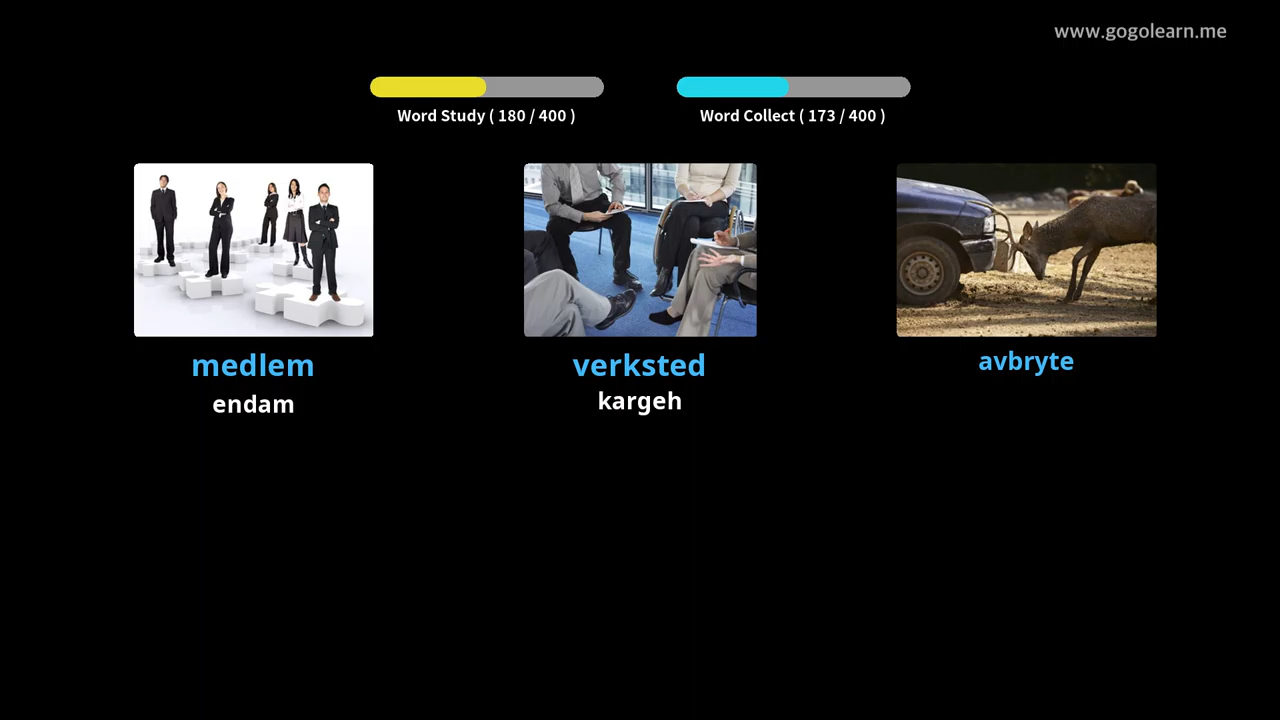 www.gogolearn.me
Word Study ( 180 / 400 )
Word Collect ( 173 / 400 )
medlem
endam
verksted
kargeh
avbryte